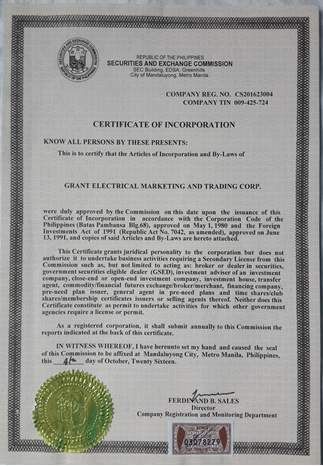 REPUBLIC OF THE PHILIPPINES
SECURITIES AND EXCHANGE COMMISSION
SEC Building, EDSA, Greenhills
City of Mandaluyong, Metro Manila
COMPANY REG. NO. CS201623004
COMPANY TIN 009-425-724
CERTIFICATE OF INCORPORATION
KNOW ALL PERSONS BY THESE PRESENTS:
This is to certify that the Articles of Incorporation and By-Laws of
GRANT ELECTRICAL MARKETING AND TRADING CORP.
were duly approved by the Commission on this date upon the issuance of this
Certificate of Incorporation in accordance with the Corporation Code of the
Philippines (Batas Pambansa Blg.68), approved on May 1, 1980 and the Foreign
Investments Act of 1991 (Republic Act No. 7042, as amended), approved on June
13, 1991, and copies of said Articles and By-Laws are hereto attached.
This Certificate grants juridical personality to the corporation but does not
authorize it to undertake business activities requiring a Secondary License from this
Commission such as, but not limited to acting as: broker or dealer in securities,
government securities eligible dealer (GSED), investment adviser of an investment
company, close-end or open-end investment company, investment house, transfer
agent, commodity/financial futures exchange/broker/merchant, financing company,
pre-need plan issuer, general agent in pre-need plans and time shares/club
shares/membership certificates issuers or selling agents thereof. Neither does this
Certificate constitute as permit to undertake activities for which other government
agencies require a license or permit.
As a registered corporation, it shall submit annually to this Commission the
reports indicated at the back of this certificate.
IN WITNESS WHEREOF, I have hereunto set my hand and caused the seal
of this Commission to be affixed at Mandaluyong City, Metro Manila, Philippines,
this 4th day of October, Twenty Sixteen.
FERDINAND B. SALES
Director
Company Registration and Monitoring Department
03078279